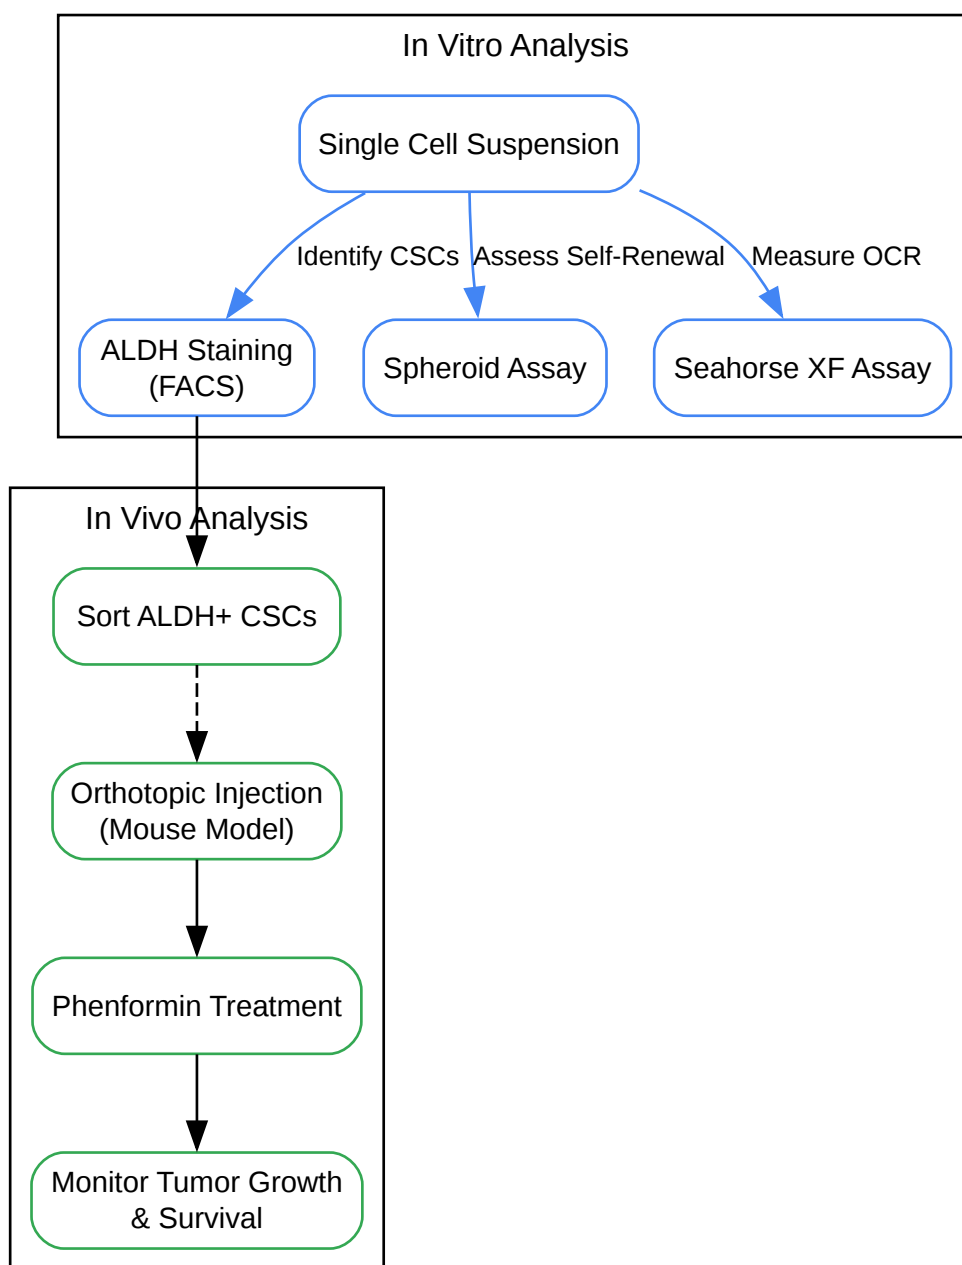 In Vitro Analysis
Single Cell Suspension
Identify CSCs
Assess Self-Renewal
Measure OCR
ALDH Staining
(FACS)
Spheroid Assay
Seahorse XF Assay
In Vivo Analysis
Sort ALDH+ CSCs
Orthotopic Injection
(Mouse Model)
Phenformin Treatment
Monitor Tumor Growth
& Survival